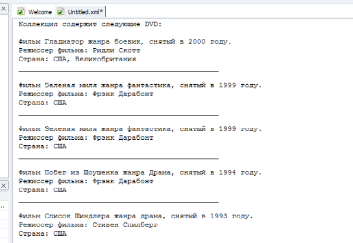 Welcome
Untitled.xml*
Коллекция содержит следующие DVD:
Фильм Гладиатор жанра боевик, снятый в 2000 году.
Режиссер фильма: Ридли Скотт
Страна: США, Великобритания
Фильм Зеленая миля жанра фантастика, снятый в 1999 году.
Режиссер фильма: Фрэнк Дарабонт
Страна: США
Фильм Зеленая миля жанра фантастика, снятый в 1999 году.
Режиссер фильма: Фрэнк Дарабонт
Страна: США
Фильм Побег из Шоушенка жанра Драма, снятый в 1994 году.
Режиссер фильма: Фрэнк Дарабонт
Страна: США
Фильм Список Шиндлера жанра драма, снятый в 1993 году.
Режиссер фильма: Стивен Спилберг
Страна: США